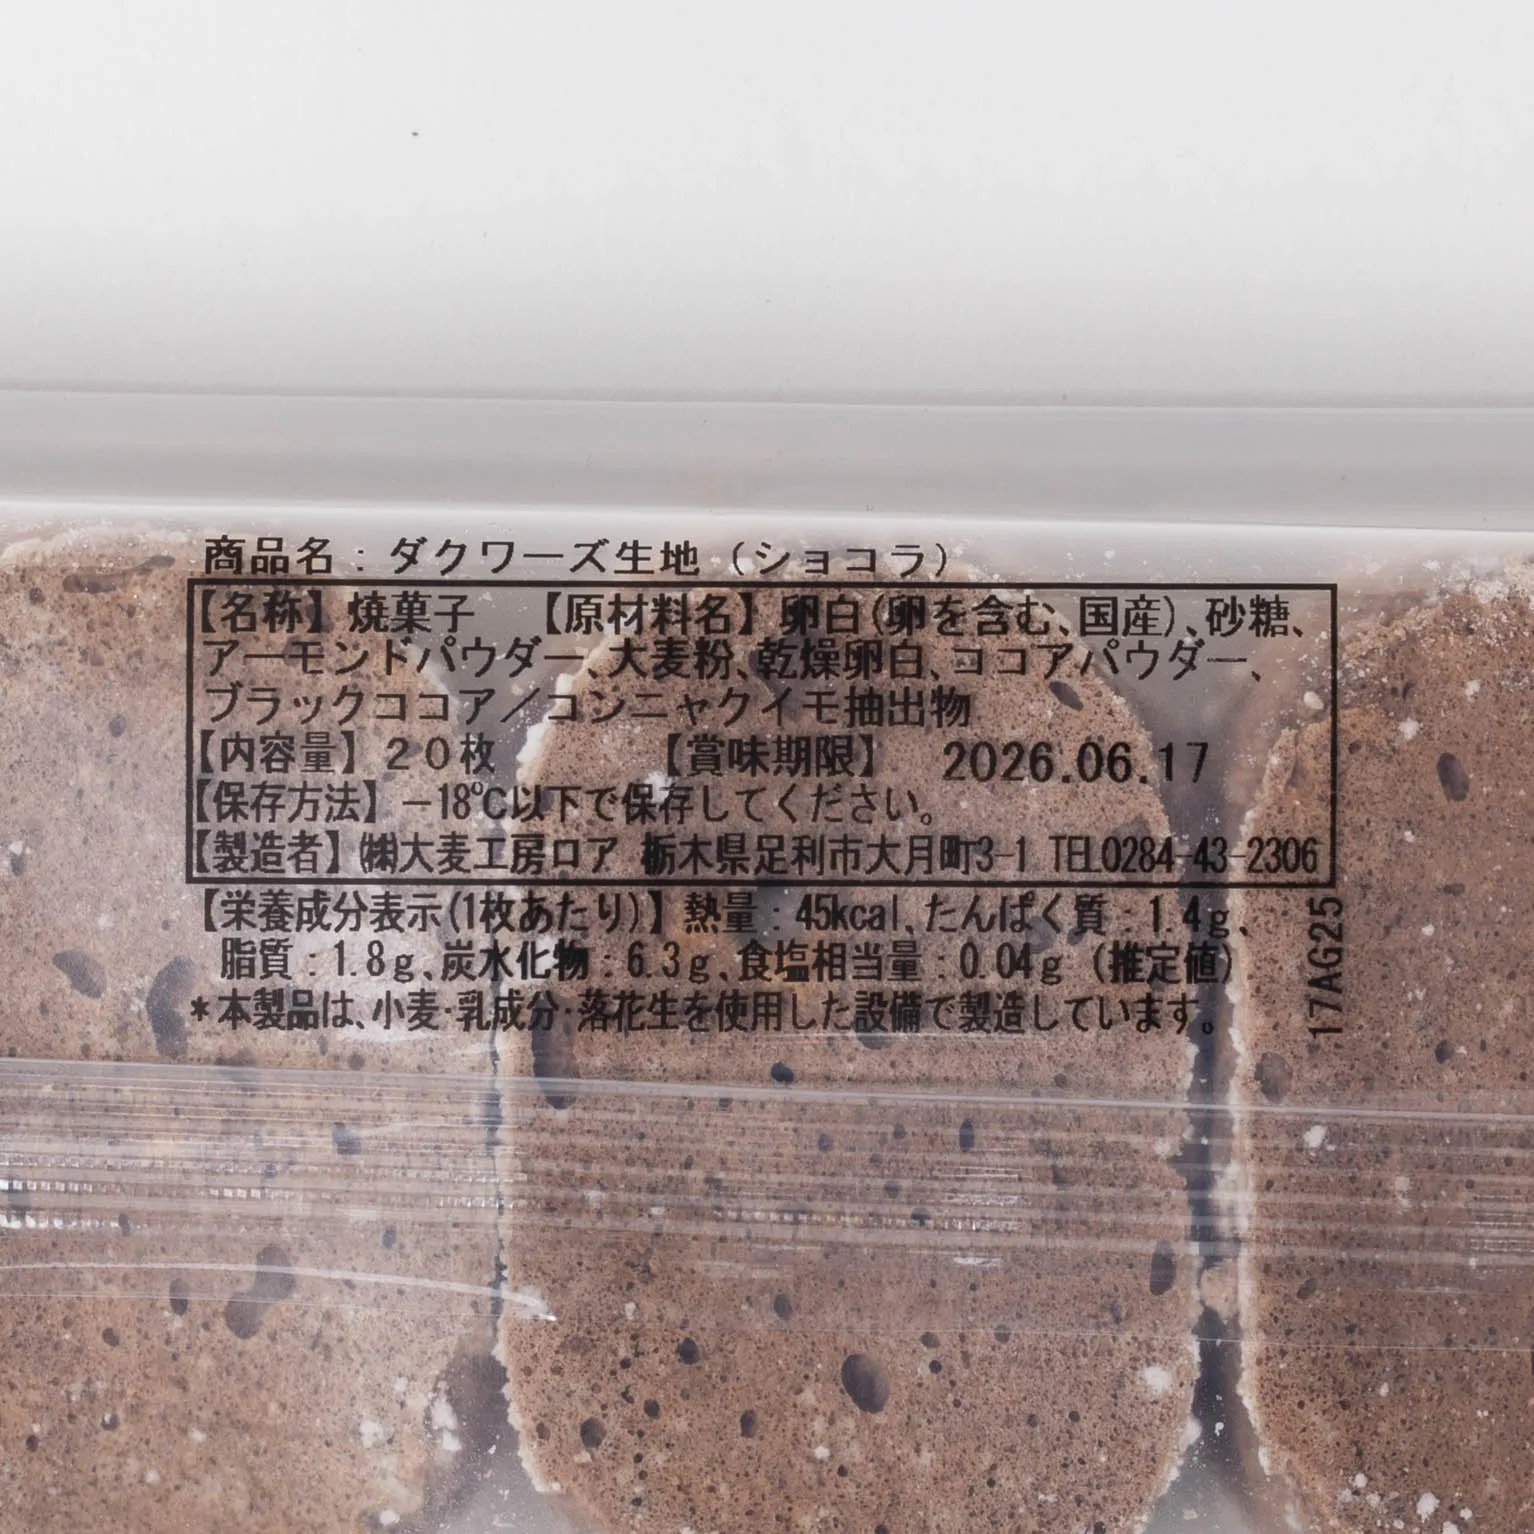 商品名：ダクワーズ生地（ショコラ）
【名称】焼菓子　【原材料名】卵白(卵を含む、国産)、砂糖、
アーモンドパウダー、大麦粉、乾燥卵白、ココアパウダー、
ブラックココア／コンニャクイモ抽出物
【内容量】２０枚　【賞味期限】　2026.06.17
【保存方法】－18℃以下で保存してください。
【製造者】㈱大麦工房ロア 栃木県足利市大月町3-1 TEL0284-43-2306
【栄養成分表示(1枚あたり)】熱量：45kcal、たんぱく質：1.4g、
脂質：1.8g、炭水化物：6.3g、食塩相当量：0.04g (推定値)
*本製品は、小麦・乳成分・落花生を使用した設備で製造しています。
17AG25